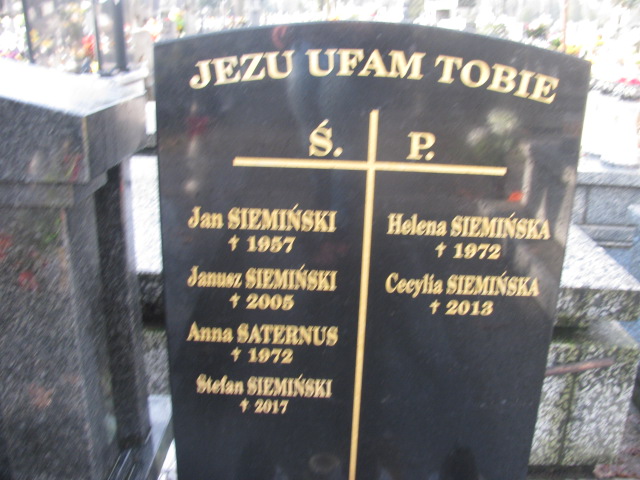 JEZU UFAM TOBIE
Ś. P.
Jan SIEMIŃSKI
† 1957
Janusz SIEMIŃSKI
† 2005
Anna SATERNUS
† 1972
Stefan SIEMIŃSKI
† 2017
Helena SIEMIŃSKA
† 1972
Cecylia SIEMIŃSKA
† 2013